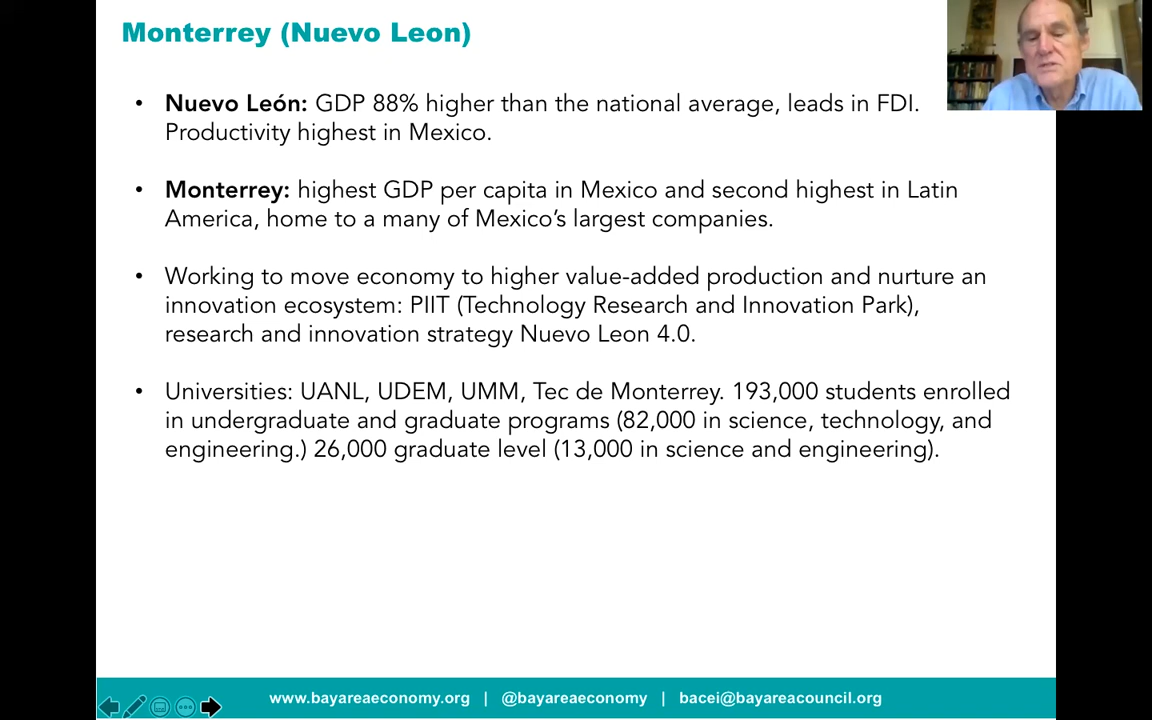 Monterrey (Nuevo Leon)
• Nuevo León: GDP 88% higher than the national average, leads in FDI.
Productivity highest in Mexico.
• Monterrey: highest GDP per capita in Mexico and second highest in Latin
America, home to a many of Mexico’s largest companies.
• Working to move economy to higher value-added production and nurture an
innovation ecosystem: PIIT (Technology Research and Innovation Park),
research and innovation strategy Nuevo Leon 4.0.
• Universities: UANL, UDEM, UMM, Tec de Monterrey. 193,000 students enrolled
in undergraduate and graduate programs (82,000 in science, technology, and
engineering.) 26,000 graduate level (13,000 in science and engineering).
www.bayareaeconomy.org | @bayareaeconomy | bacei@bayareacouncil.org